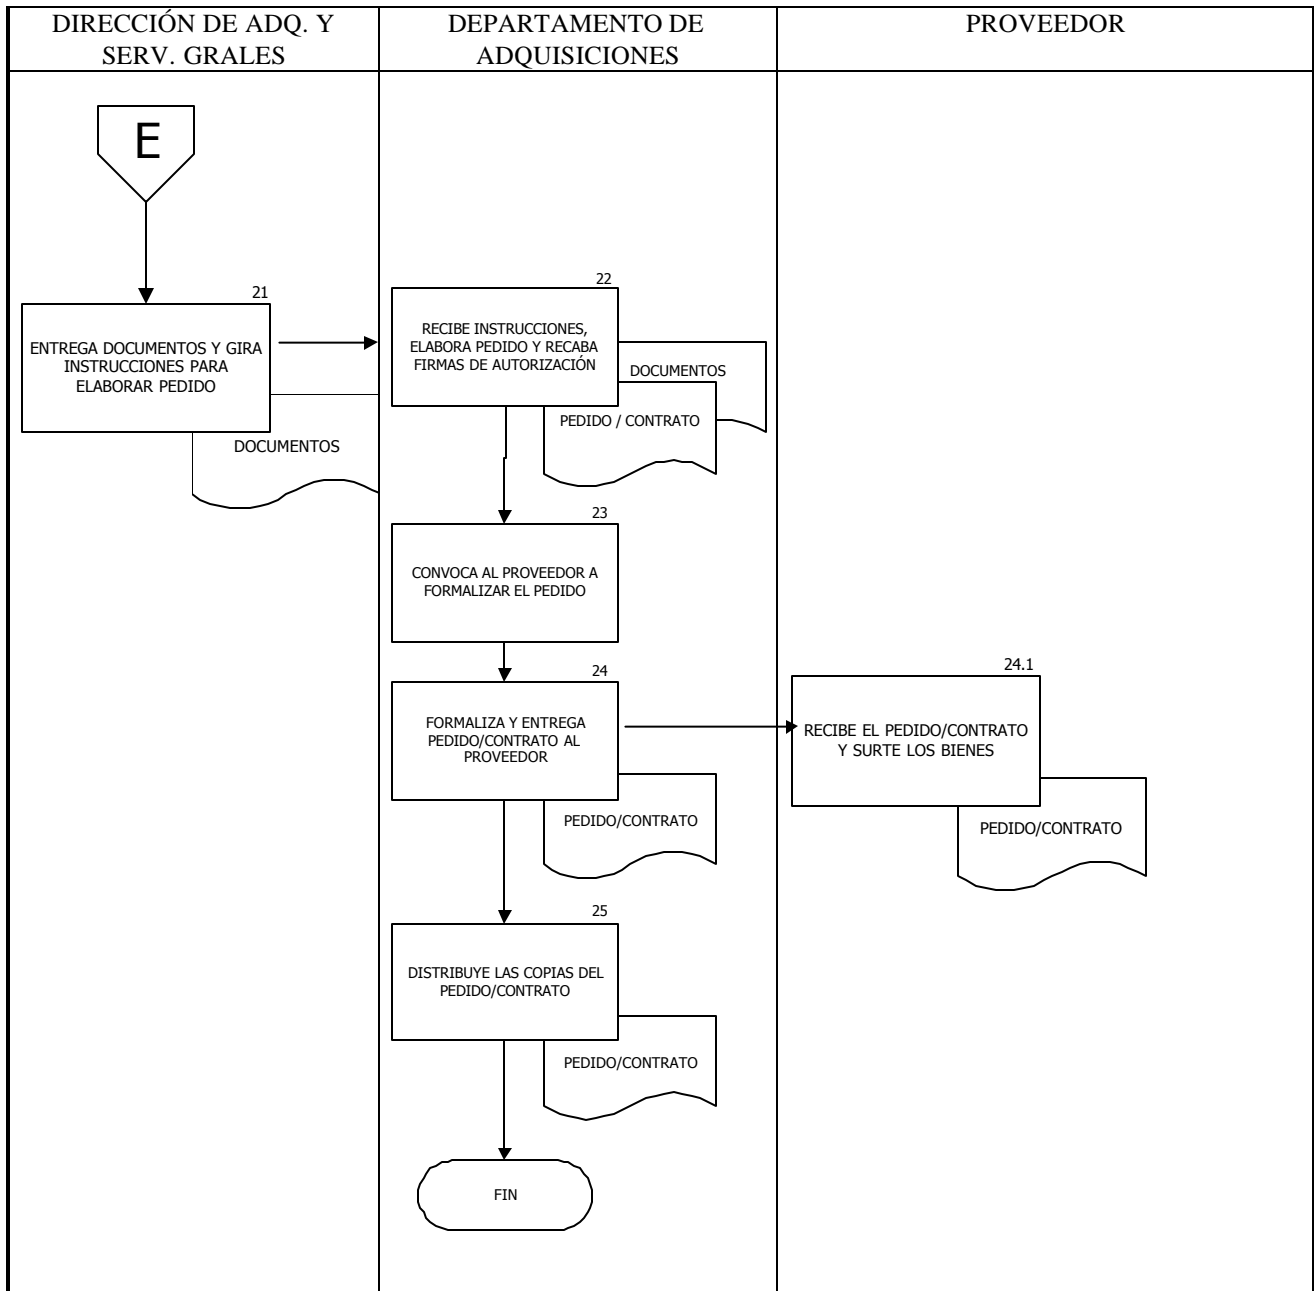 DIRECCIÓN DE ADQ. Y
SERV. GRALES
DEPARTAMENTO DE
ADQUISICIONES
PROVEEDOR
E
21
ENTREGA DOCUMENTOS Y GIRA
INSTRUCCIONES PARA
ELABORAR PEDIDO
DOCUMENTOS
22
RECIBE INSTRUCCIONES,
ELABORA PEDIDO Y RECABA
FIRMAS DE AUTORIZACIÓN
DOCUMENTOS
PEDIDO / CONTRATO
23
CONVOCA AL PROVEEDOR A
FORMALIZAR EL PEDIDO
24
FORMALIZA Y ENTREGA
PEDIDO/CONTRATO AL
PROVEEDOR
PEDIDO/CONTRATO
24.1
RECIBE EL PEDIDO/CONTRATO
Y SURTE LOS BIENES
PEDIDO/CONTRATO
25
DISTRIBUYE LAS COPIAS DEL
PEDIDO/CONTRATO
PEDIDO/CONTRATO
FIN